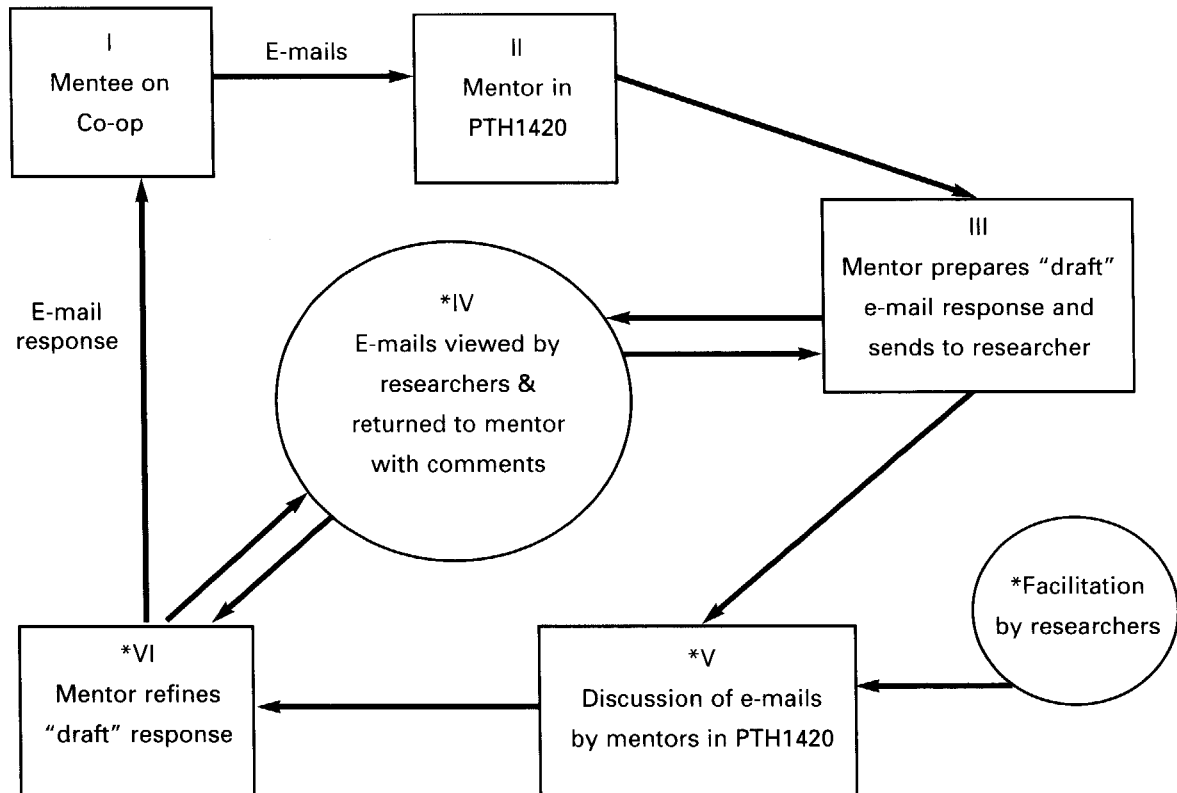 I
Mentee on
Co-op
E-mails
II
Mentor in
PTH1420
III
Mentor prepares “draft”
e-mail response and
sends to researcher
*IV
E-mails viewed by
researchers &
returned to mentor
with comments
E-mail
response
*Facilitation
by researchers
*V
Discussion of e-mails
by mentors in PTH1420
*VI
Mentor refines
“draft” response